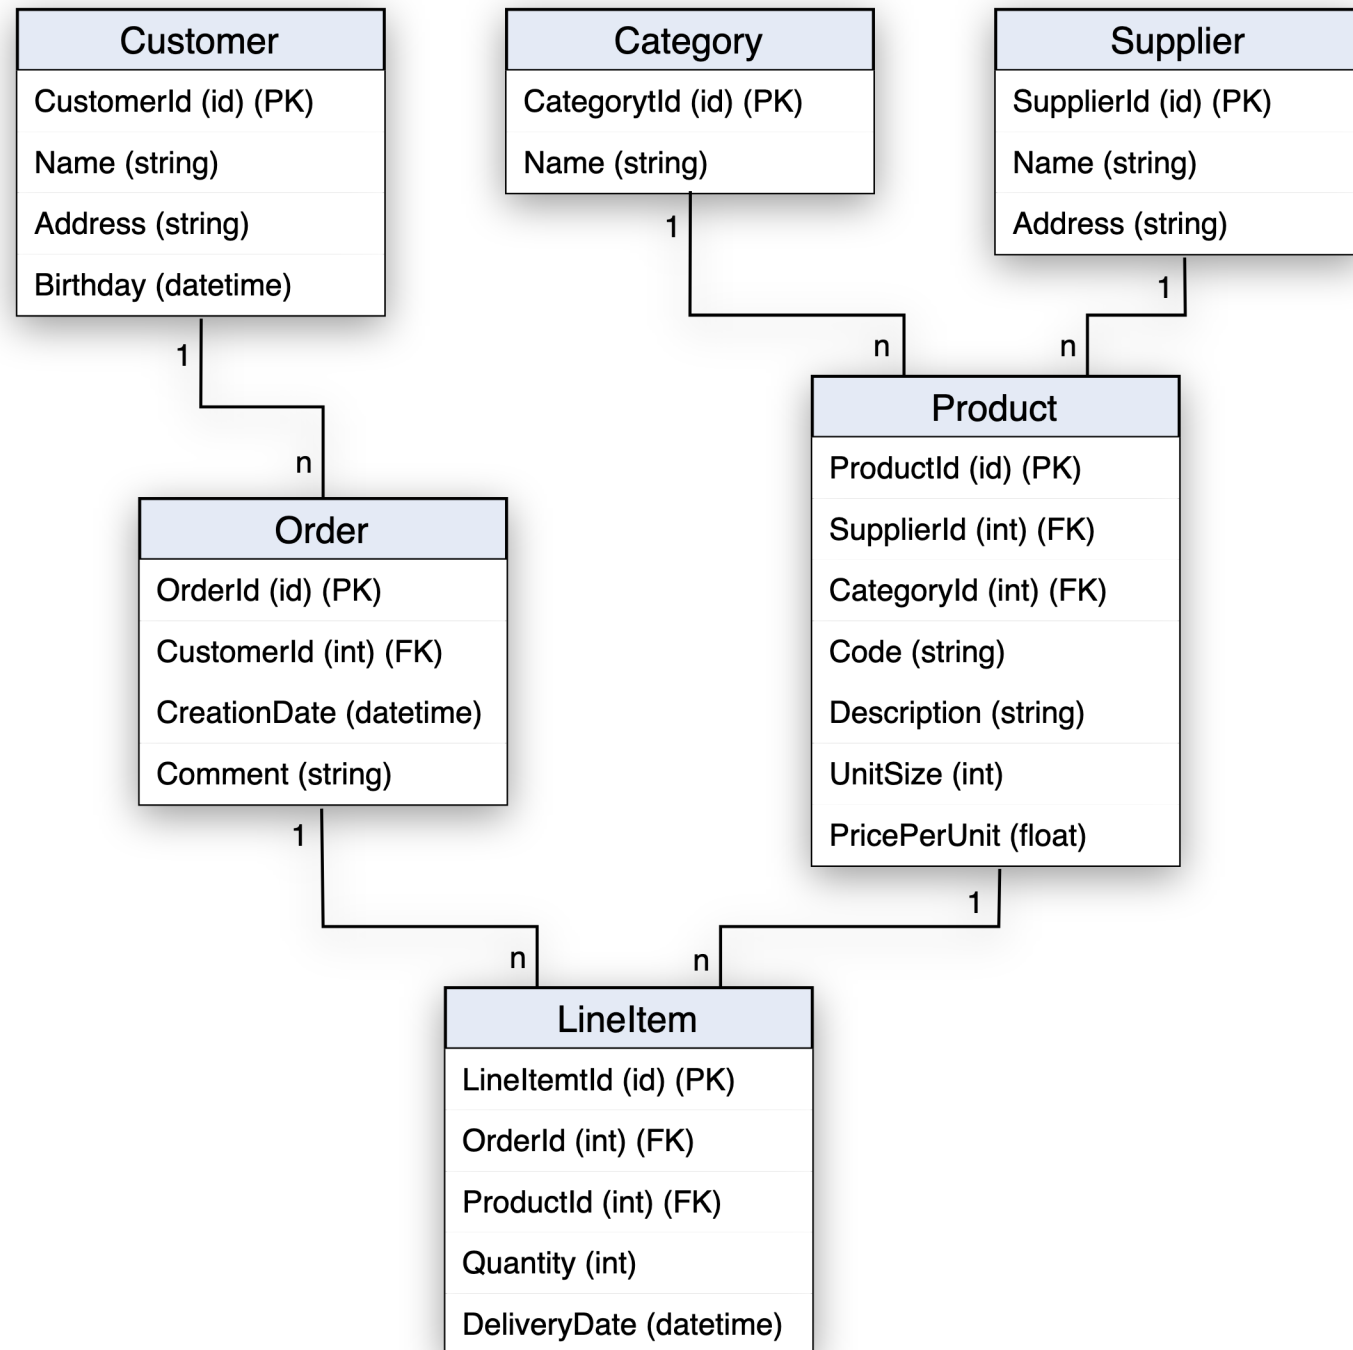 Customer
CustomerId (id) (PK)
Name (string)
Address (string)
Birthday (datetime)
1
n
Category
CategorytId (id) (PK)
Name (string)
1
n
Supplier
SupplierId (id) (PK)
Name (string)
Address (string)
1
n
Order
OrderId (id) (PK)
CustomerId (int) (FK)
CreationDate (datetime)
Comment (string)
1
n
Product
ProductId (id) (PK)
SupplierId (int) (FK)
CategoryId (int) (FK)
Code (string)
Description (string)
UnitSize (int)
PricePerUnit (float)
1
n
LineItem
LineItemtId (id) (PK)
OrderId (int) (FK)
ProductId (int) (FK)
Quantity (int)
DeliveryDate (datetime)